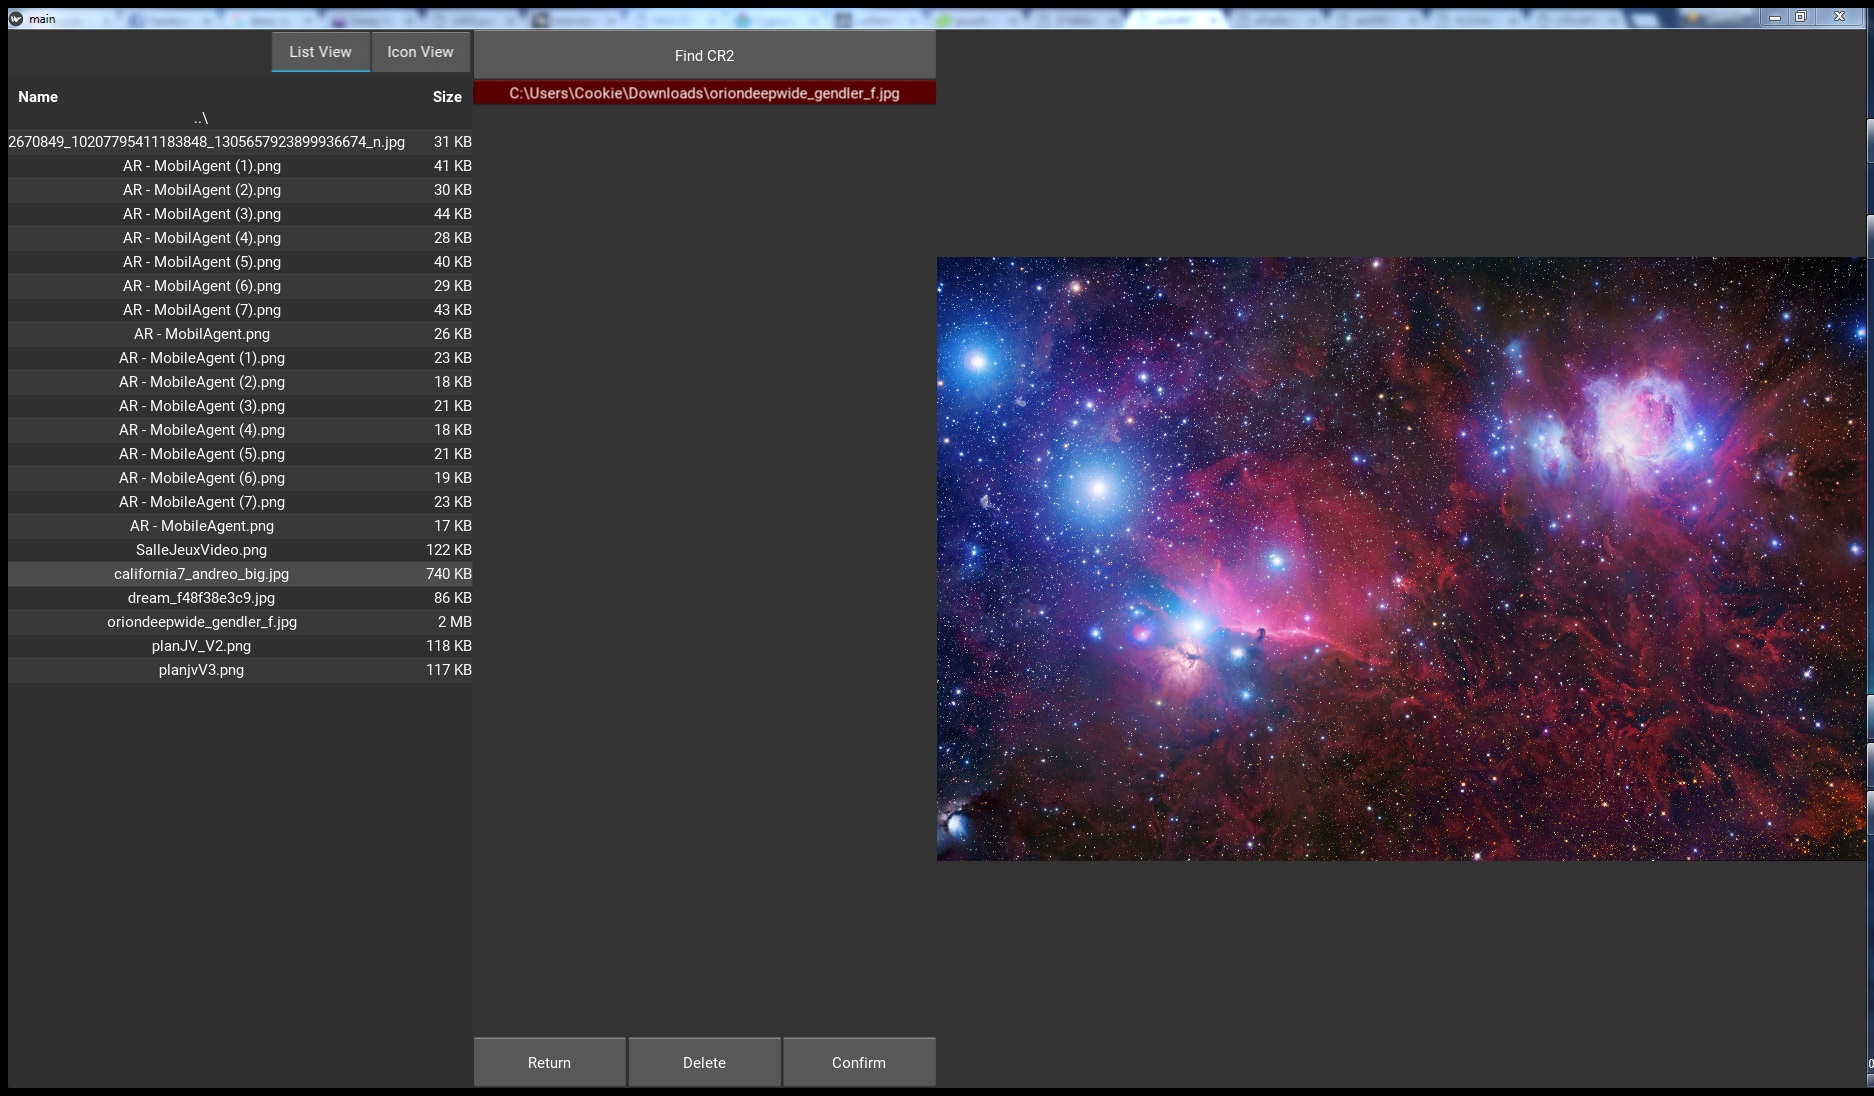 main
List View Icon View
Find CR2
Name Size
C:\Users\Cookie\Downloads\oriondeepwide_gendler_f.jpg
..\
2670849_10207795411183848_1305657923899936674_n.jpg 31 KB
AR - MobilAgent (1).png 41 KB
AR - MobilAgent (2).png 30 KB
AR - MobilAgent (3).png 44 KB
AR - MobilAgent (4).png 28 KB
AR - MobilAgent (5).png 40 KB
AR - MobilAgent (6).png 29 KB
AR - MobilAgent (7).png 43 KB
AR - MobilAgent.png 26 KB
AR - MobileAgent (1).png 23 KB
AR - MobileAgent (2).png 18 KB
AR - MobileAgent (3).png 21 KB
AR - MobileAgent (4).png 18 KB
AR - MobileAgent (5).png 21 KB
AR - MobileAgent (6).png 19 KB
AR - MobileAgent (7).png 23 KB
AR - MobileAgent.png 17 KB
SalleJeuxVideo.png 122 KB
california7_andreo_big.jpg 740 KB
dream_f48f38e3c9.jpg 86 KB
oriondeepwide_gendler_f.jpg 2 MB
planJV_V2.png 118 KB
planjvV3.png 117 KB
Return Delete Confirm